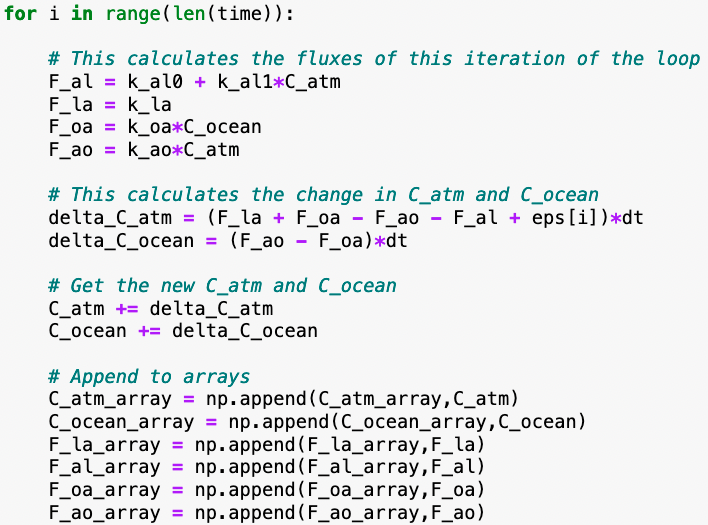 for i in range(len(time)):
# This calculates the fluxes of this iteration of the loop
F_al = k_al0 + k_al1*C_atm
F_la = k_la
F_oa = k_oa*C_ocean
F_ao = k_ao*C_atm
# This calculates the change in C_atm and C_ocean
delta_C_atm = (F_la + F_oa - F_ao - F_al + eps[i])*dt
delta_C_ocean = (F_ao - F_oa)*dt
# Get the new C_atm and C_ocean
C_atm += delta_C_atm
C_ocean += delta_C_ocean
# Append to arrays
C_atm_array = np.append(C_atm_array,C_atm)
C_ocean_array = np.append(C_ocean_array,C_ocean)
F_la_array = np.append(F_la_array,F_la)
F_al_array = np.append(F_al_array,F_al)
F_oa_array = np.append(F_oa_array,F_oa)
F_ao_array = np.append(F_ao_array,F_ao)